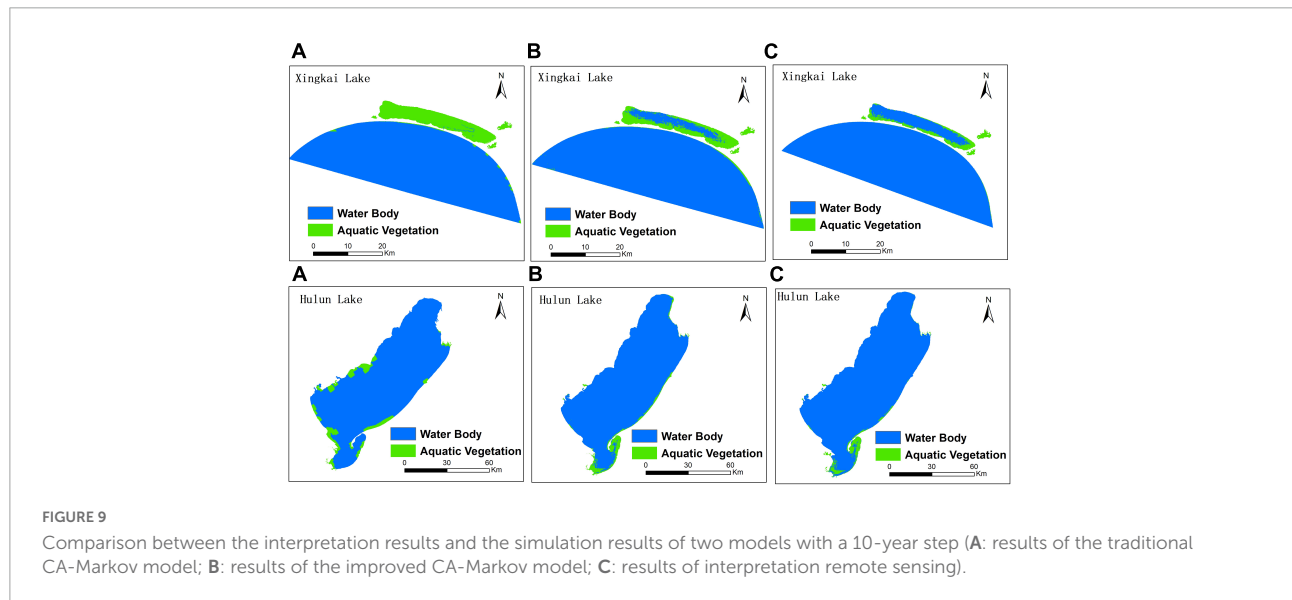 A
B
C
Xingkai Lake
N
Water Body
Aquatic Vegetation
0 10 20
Km
Xingkai Lake
N
Water Body
Aquatic Vegetation
0 10 20
Km
Xingkai Lake
N
Water Body
Aquatic Vegetation
0 10 20
Km
A
B
C
Hulun Lake
N
Water Body
Aquatic Vegetation
0 30 60
Km
Hulun Lake
N
Water Body
Aquatic Vegetation
0 30 60
Km
Hulun Lake
N
Water Body
Aquatic Vegetation
0 30 60
Km
FIGURE 9
Comparison between the interpretation results and the simulation results of two models with a 10-year step (A: results of the traditional
CA-Markov model; B: results of the improved CA-Markov model; C: results of interpretation remote sensing).